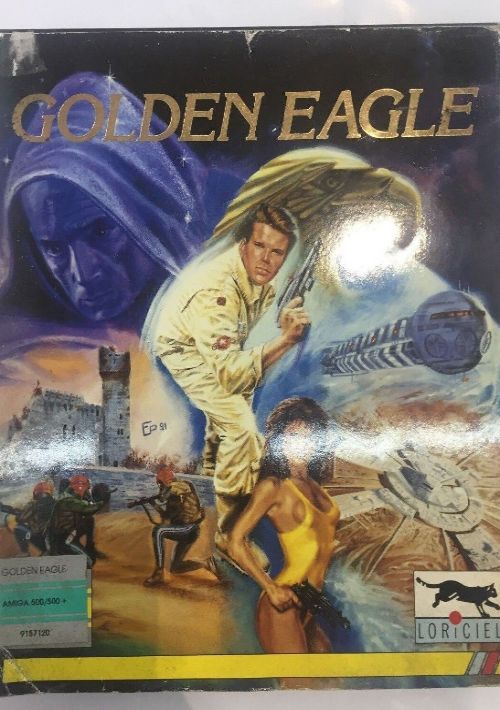 GOLDEN EAGLE
EP 91
GOLDEN EAGLE
AMIGA 500/500 +
9157120
LORICIEL